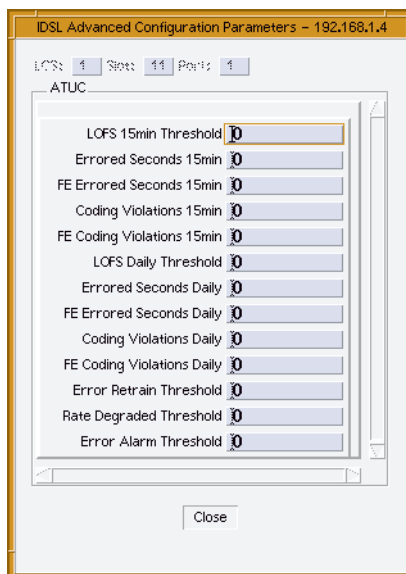 IDSL Advanced Configuration Parameters - 192.168.1.4
LCS: 1 Slot: 11 Port: 1
ATUC
LOFS 15min Threshold 0
Errored Seconds 15min 0
FE Errored Seconds 15min 0
Coding Violations 15min 0
FE Coding Violations 15min 0
LOFS Daily Threshold 0
Errored Seconds Daily 0
FE Errored Seconds Daily 0
Coding Violations Daily 0
FE Coding Violations Daily 0
Error Retrain Threshold 0
Rate Degraded Threshold 0
Error Alarm Threshold 0
Close